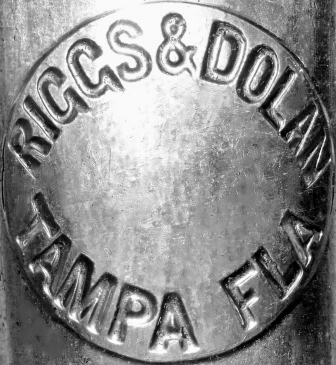 RIGGS & DOLAN
TAMPA FLA